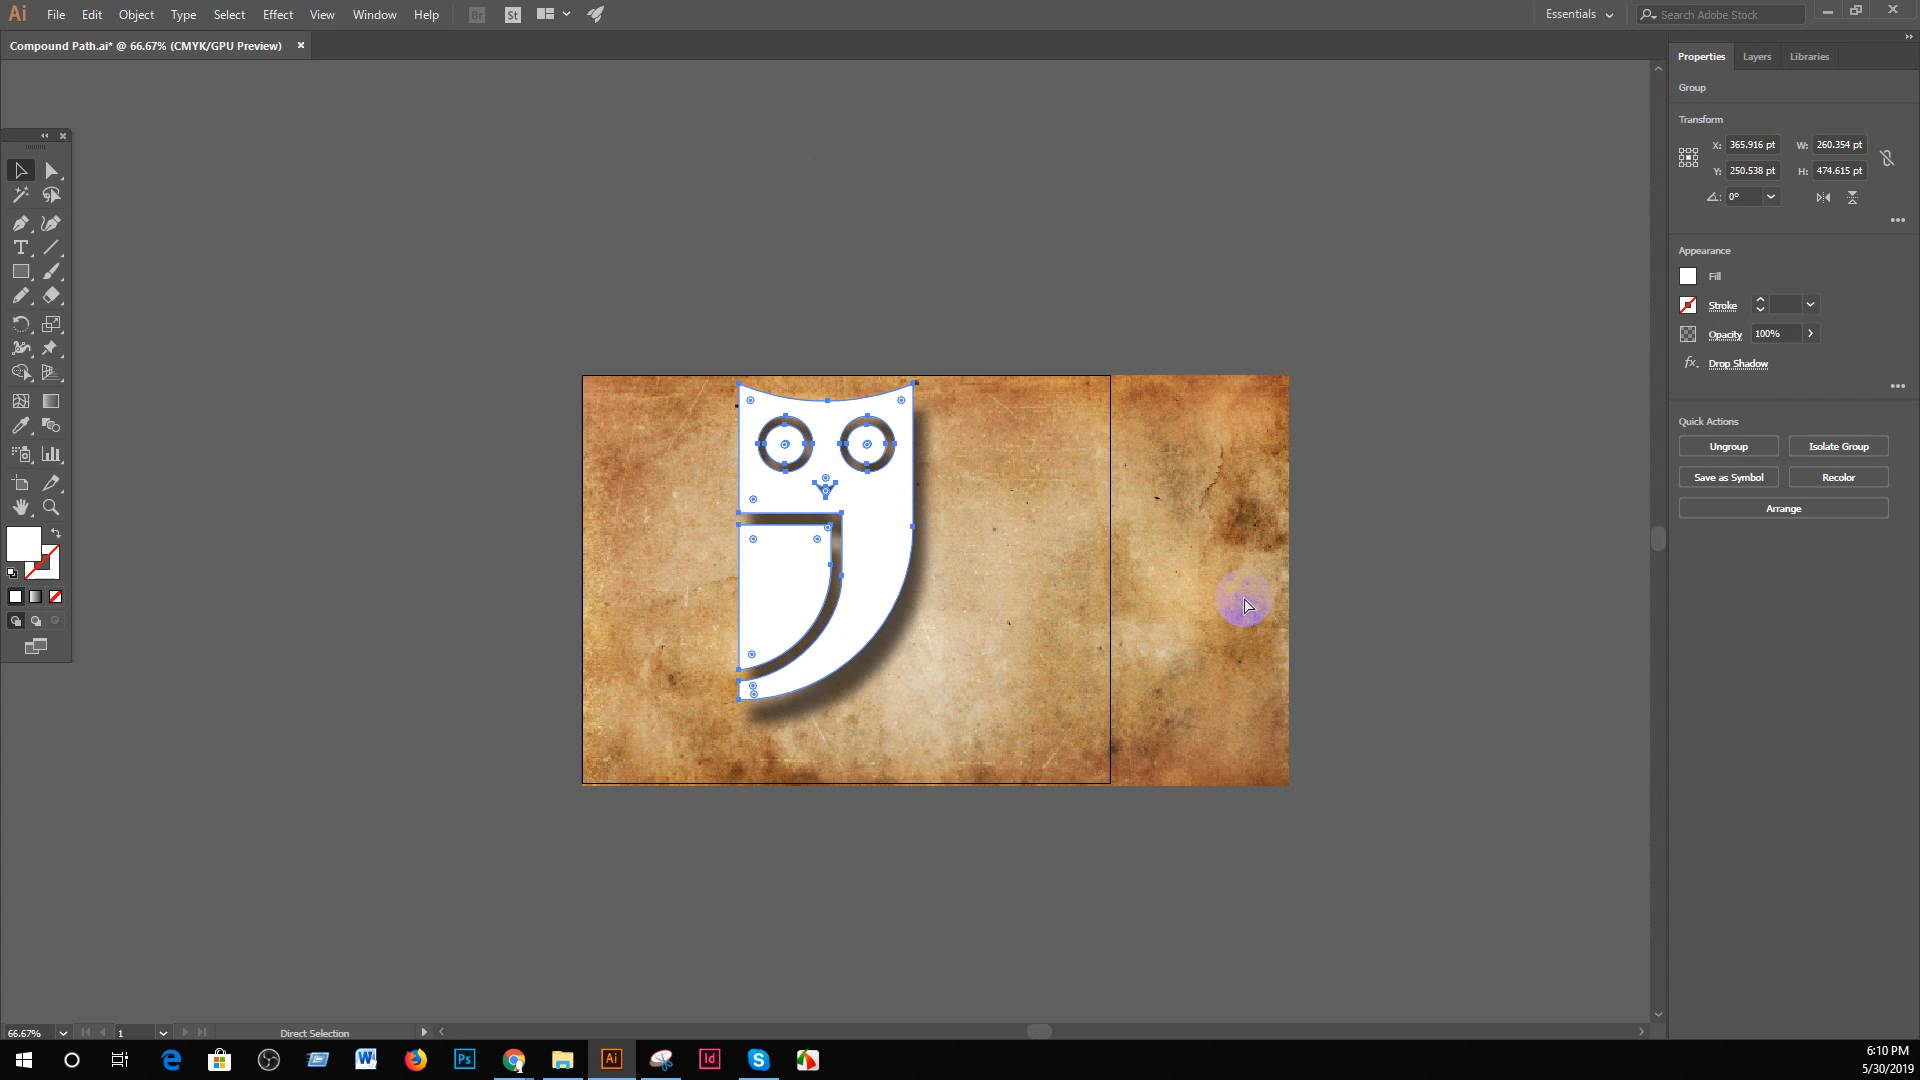 Ai File Edit Object Type Select Effect View Window Help Br St Essentials Search Adobe Stock
Compound Path.ai* @ 66.67% (CMYK/GPU Preview)
Properties Layers Libraries
Group
Transform
X: 365.916 pt W: 260.354 pt
Y: 250.538 pt H: 474.615 pt
0°
Appearance
Fill
Stroke
Opacity 100%
fx. Drop Shadow
Quick Actions
Ungroup Isolate Group
Save as Symbol Recolor
Arrange
66.67% 1 Direct Selection
W Ps Ai Id S
6:10 PM
5/30/2019